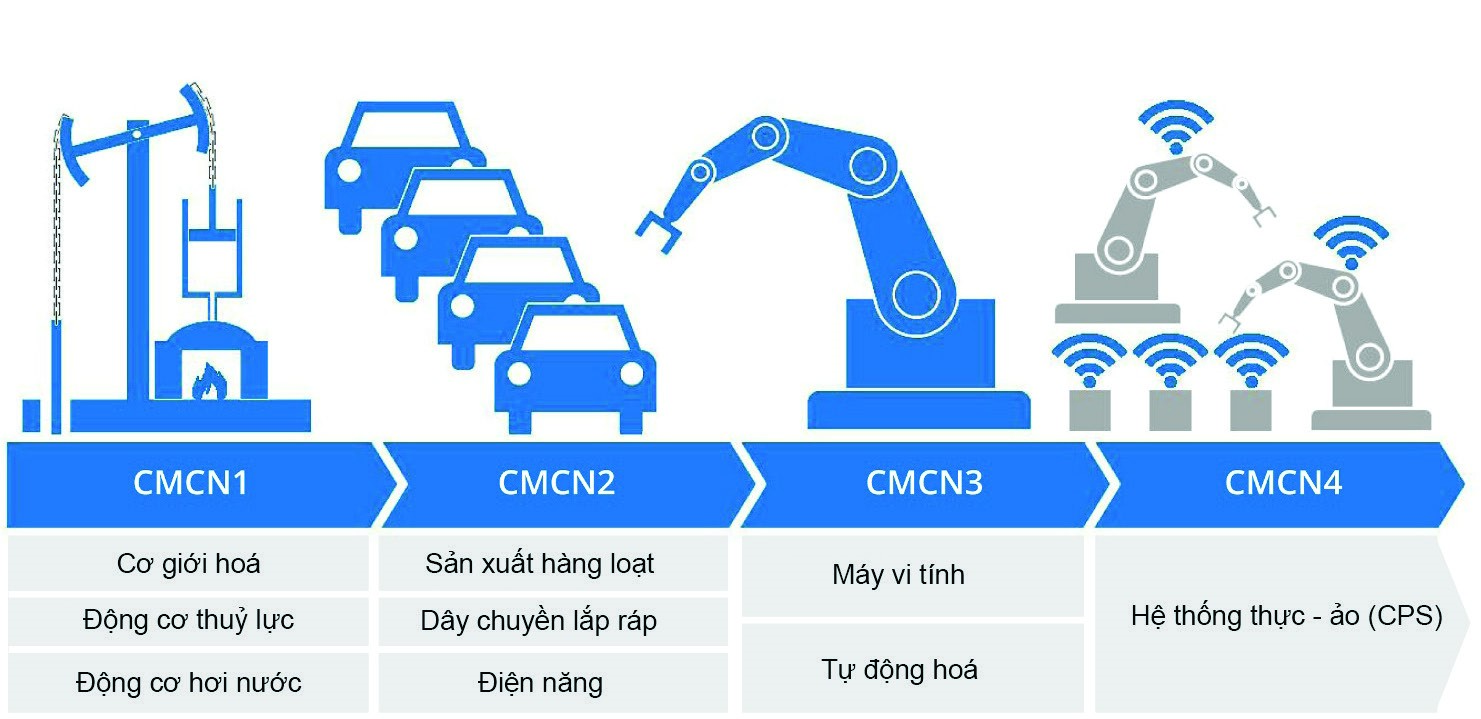 CMCN1
CMCN2
CMCN3
CMCN4
Cơ giới hoá
Động cơ thuỷ lực
Động cơ hơi nước
Sản xuất hàng loạt
Dây chuyền lắp ráp
Điện năng
Máy vi tính
Tự động hoá
Hệ thống thực - ảo (CPS)